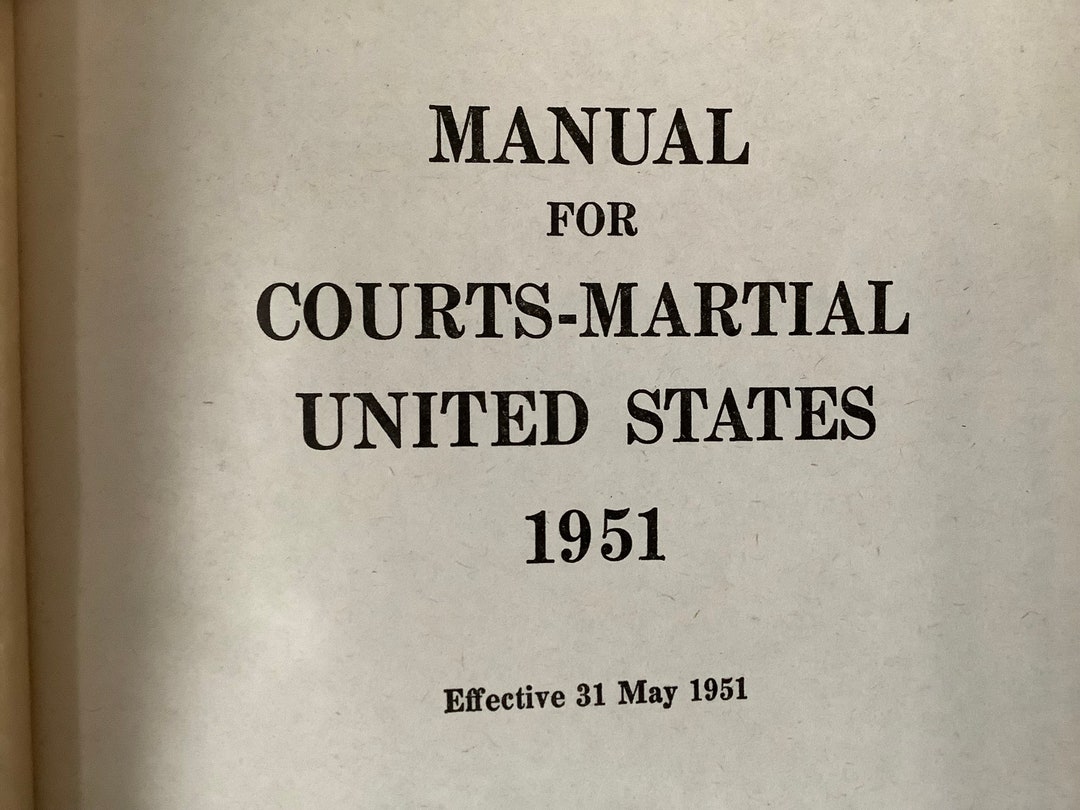 MANUAL
FOR
COURTS-MARTIAL
UNITED STATES
1951
Effective 31 May 1951